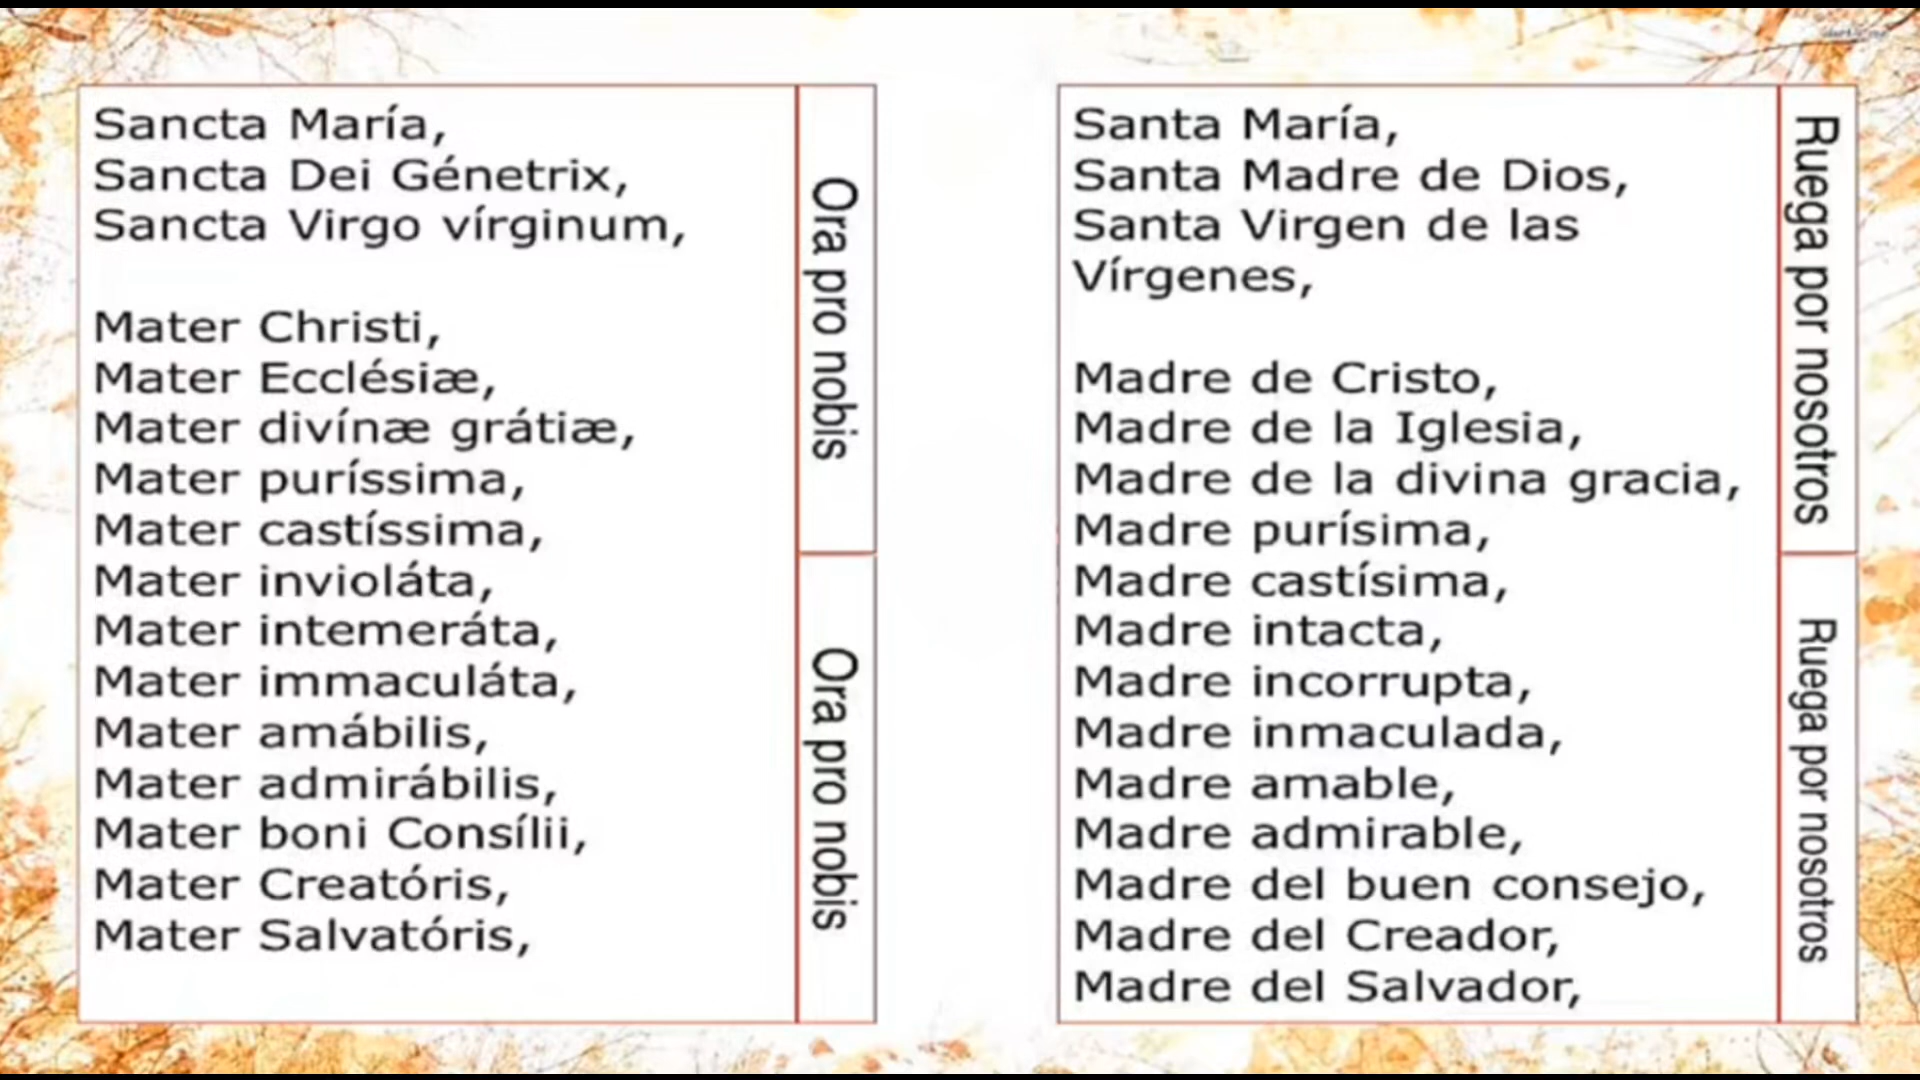 Sancta María,
Sancta Dei Génetrix,
Sancta Virgo vírginum,
Mater Christi,
Mater Ecclésiæ,
Mater divínæ grátiæ,
Mater puríssima,
Mater castíssima,
Mater invioláta,
Mater intemeráta,
Mater immaculáta,
Mater amábilis,
Mater admirábilis,
Mater boni Consílii,
Mater Creatóris,
Mater Salvatóris,
Ora pro nobis
Ora pro nobis
Santa María,
Santa Madre de Dios,
Santa Virgen de las
Vírgenes,
Madre de Cristo,
Madre de la Iglesia,
Madre de la divina gracia,
Madre purísima,
Madre castísima,
Madre intacta,
Madre incorrupta,
Madre inmaculada,
Madre amable,
Madre admirable,
Madre del buen consejo,
Madre del Creador,
Madre del Salvador,
Ruega por nosotros
Ruega por nosotros